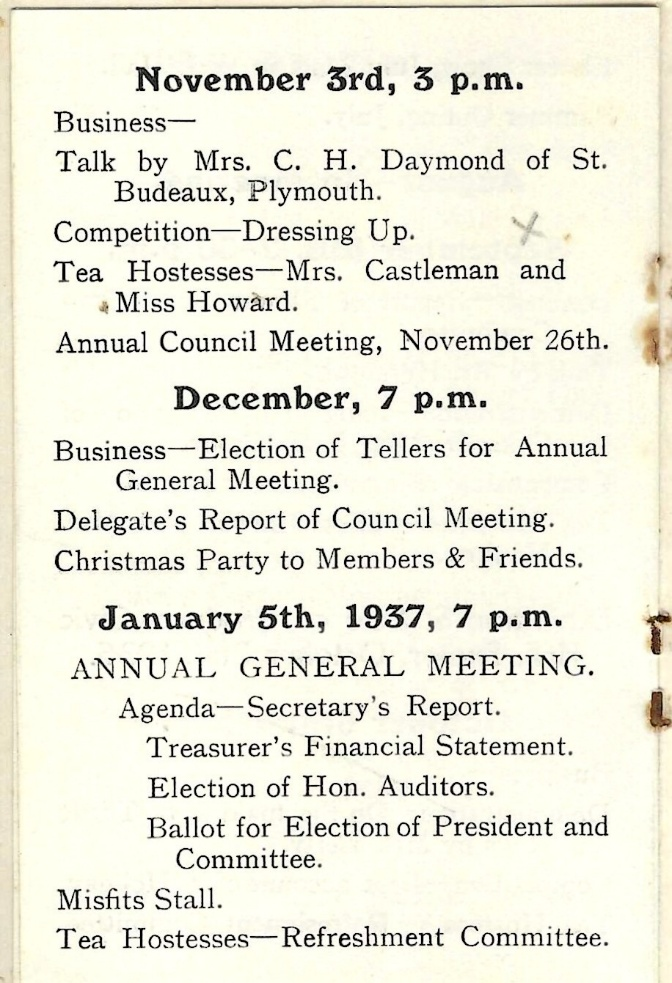 November 3rd, 3 p.m.
Business—
Talk by Mrs. C. H. Daymond of St.
Budeaux, Plymouth.
Competition—Dressing Up.
Tea Hostesses—Mrs. Castleman and
Miss Howard.
Annual Council Meeting, November 26th.
December, 7 p.m.
Business—Election of Tellers for Annual
General Meeting.
Delegate's Report of Council Meeting.
Christmas Party to Members & Friends.
January 5th, 1937, 7 p.m.
ANNUAL GENERAL MEETING.
Agenda—Secretary's Report.
Treasurer's Financial Statement.
Election of Hon. Auditors.
Ballot for Election of President and
Committee.
Misfits Stall.
Tea Hostesses—Refreshment Committee.